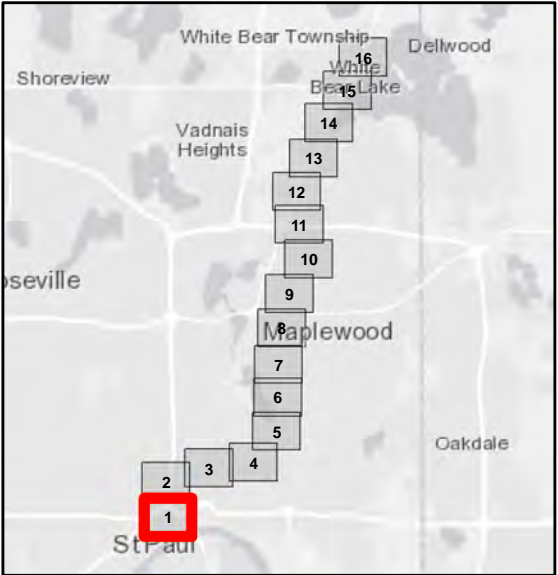 White Bear Township
Dellwood
16
White
Shoreview
Bear Lake
15
Vadnais
Heights
14
13
12
11
10
oseville
9
8
Maplewood
7
6
5
Oakdale
4
3
2
1
St Paul